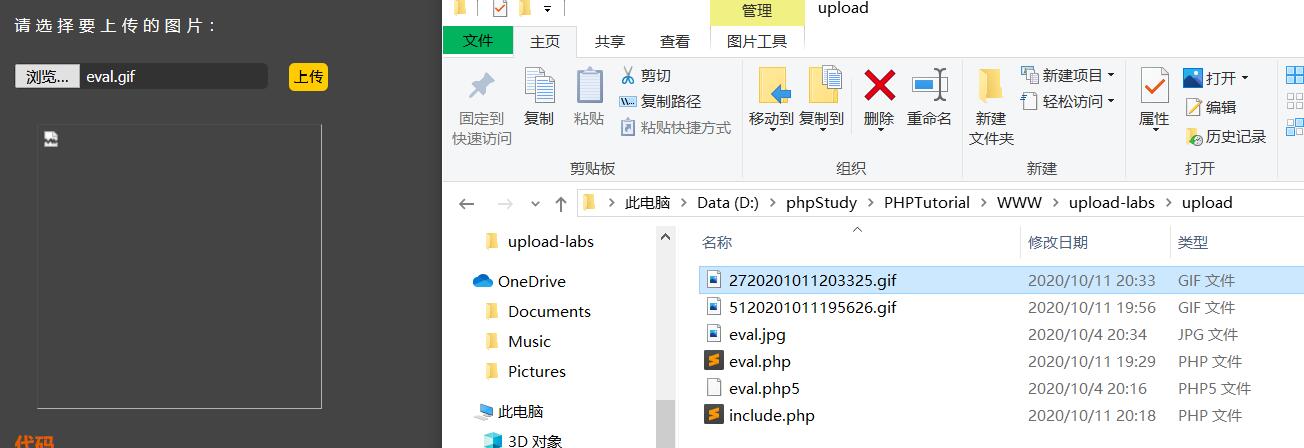 请选择要上传的图片：
浏览... eval.gif 上传
代码
管理 upload
文件 主页 共享 查看 图片工具
固定到
快速访问
复制
粘贴
剪切
复制路径
粘贴快捷方式
剪贴板
移动到 复制到 删除 重命名
组织
新建
文件夹
新建项目
轻松访问
新建
属性
打开
编辑
历史记录
打开
此电脑 Data (D:) phpStudy PHPTutorial WWW upload-labs upload
upload-labs
OneDrive
Documents
Music
Pictures
此电脑
3D 对象
名称 修改日期 类型
2720201011203325.gif 2020/10/11 20:33 GIF 文件
5120201011195626.gif 2020/10/11 19:56 GIF 文件
eval.jpg 2020/10/4 20:34 JPG 文件
eval.php 2020/10/11 19:29 PHP 文件
eval.php5 2020/10/4 20:16 PHP5 文件
include.php 2020/10/11 20:18 PHP 文件